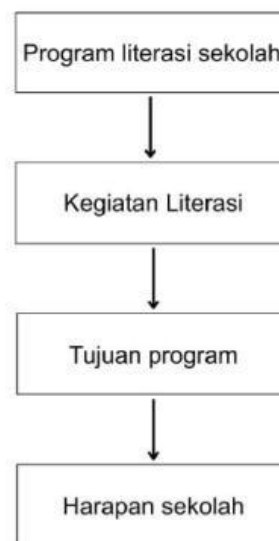 Program literasi sekolah
Kegiatan Literasi
Tujuan program
Harapan sekolah